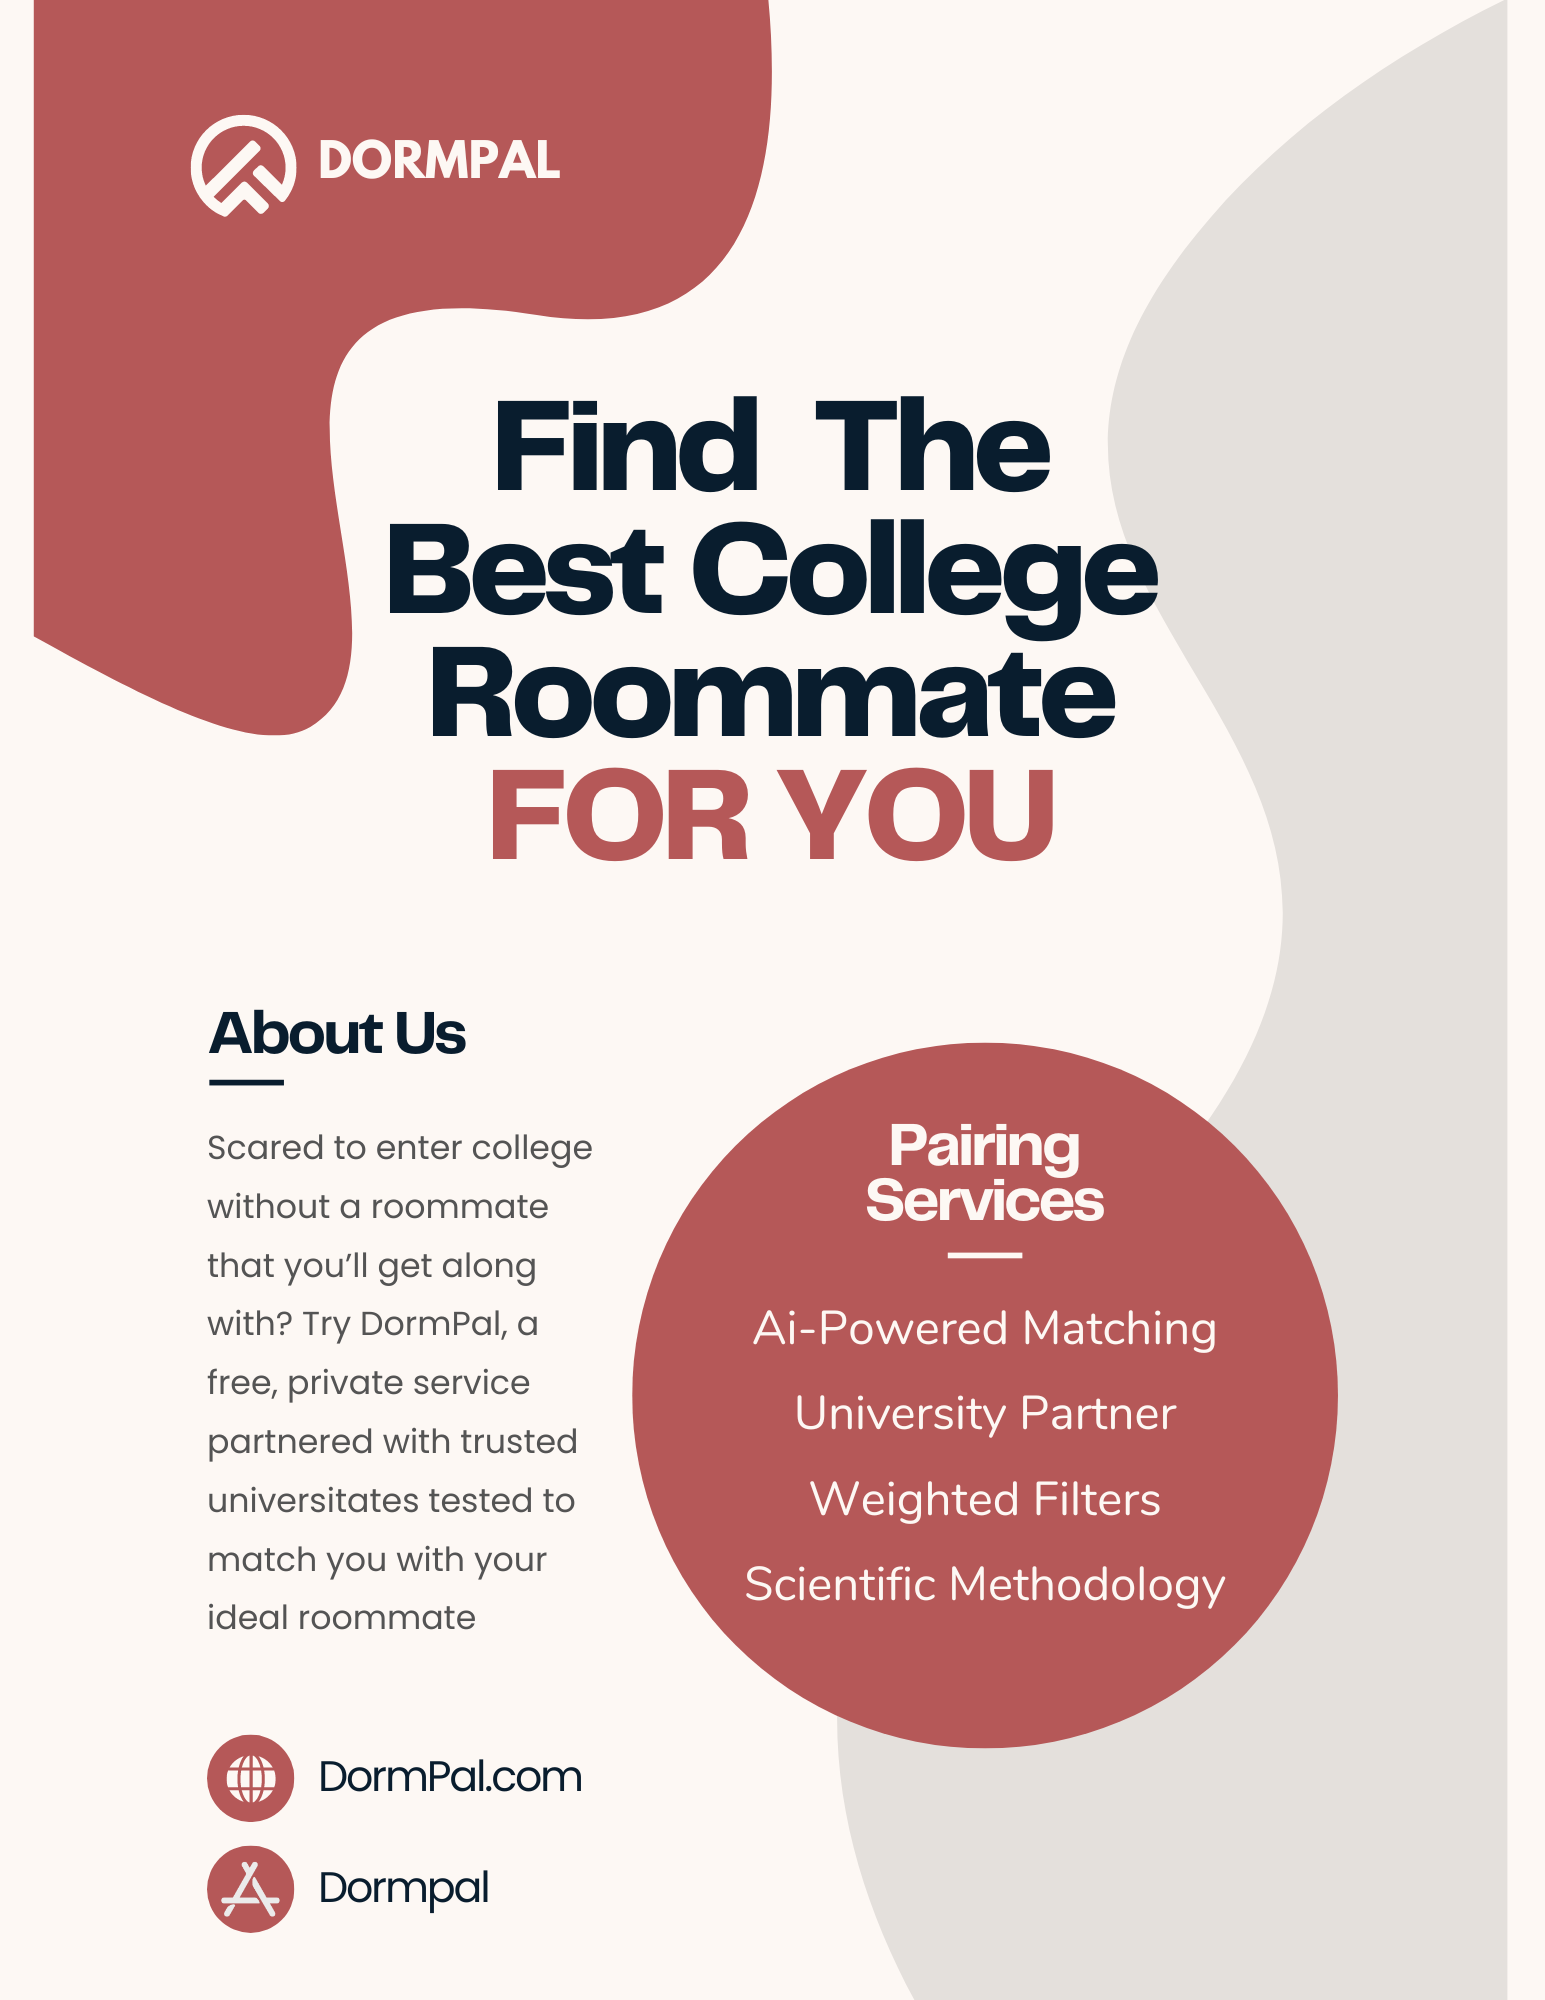 DORMPAL
Find The
Best College
Roommate
FOR YOU
About Us
Scared to enter college
without a roommate
that you’ll get along
with? Try DormPal, a
free, private service
partnered with trusted
universitates tested to
match you with your
ideal roommate
Pairing
Services
Ai-Powered Matching
University Partner
Weighted Filters
Scientific Methodology
DormPal.com
Dormpal